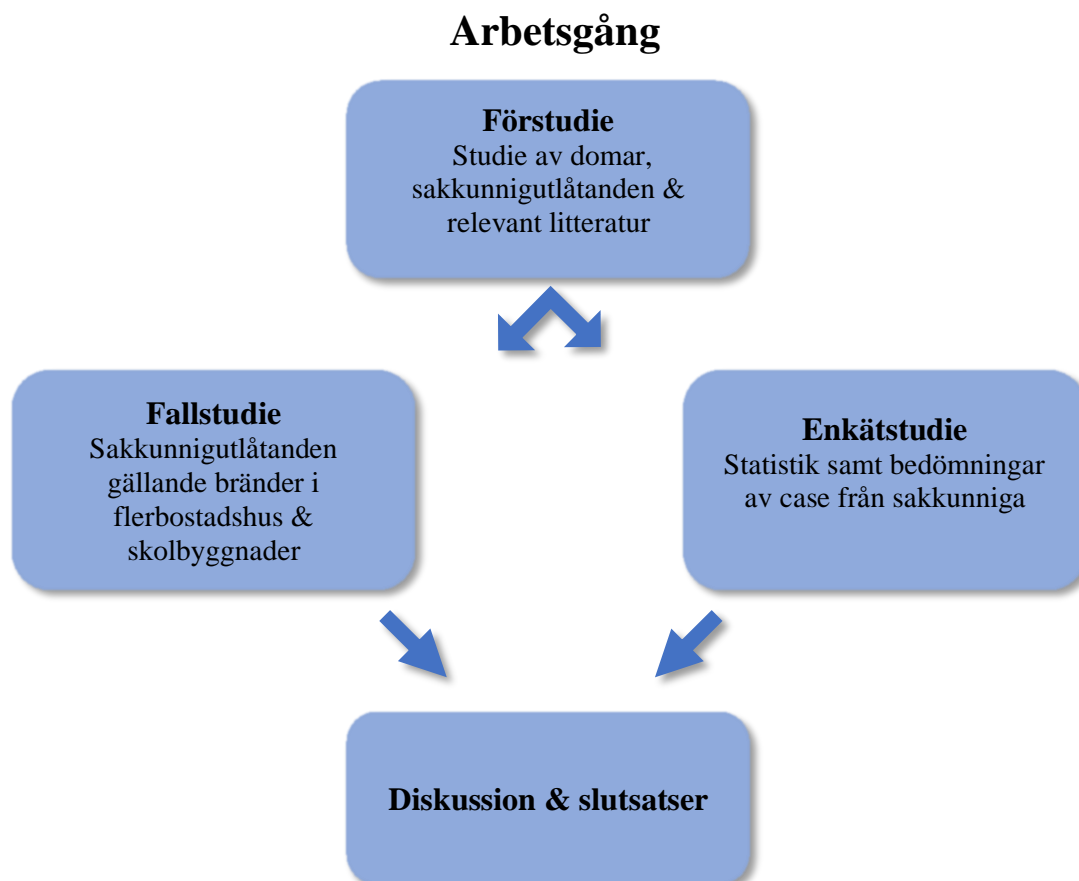 Arbetsgång
Förstudie
Studie av domar,
sakkunnigutlåtanden &
relevant litteratur
Fallstudie
Sakkunnigutlåtanden
gällande bränder i
flerbostadshus &
skolbyggnader
Enkätstudie
Statistik samt bedömningar
av case från sakkunniga
Diskussion & slutsatser